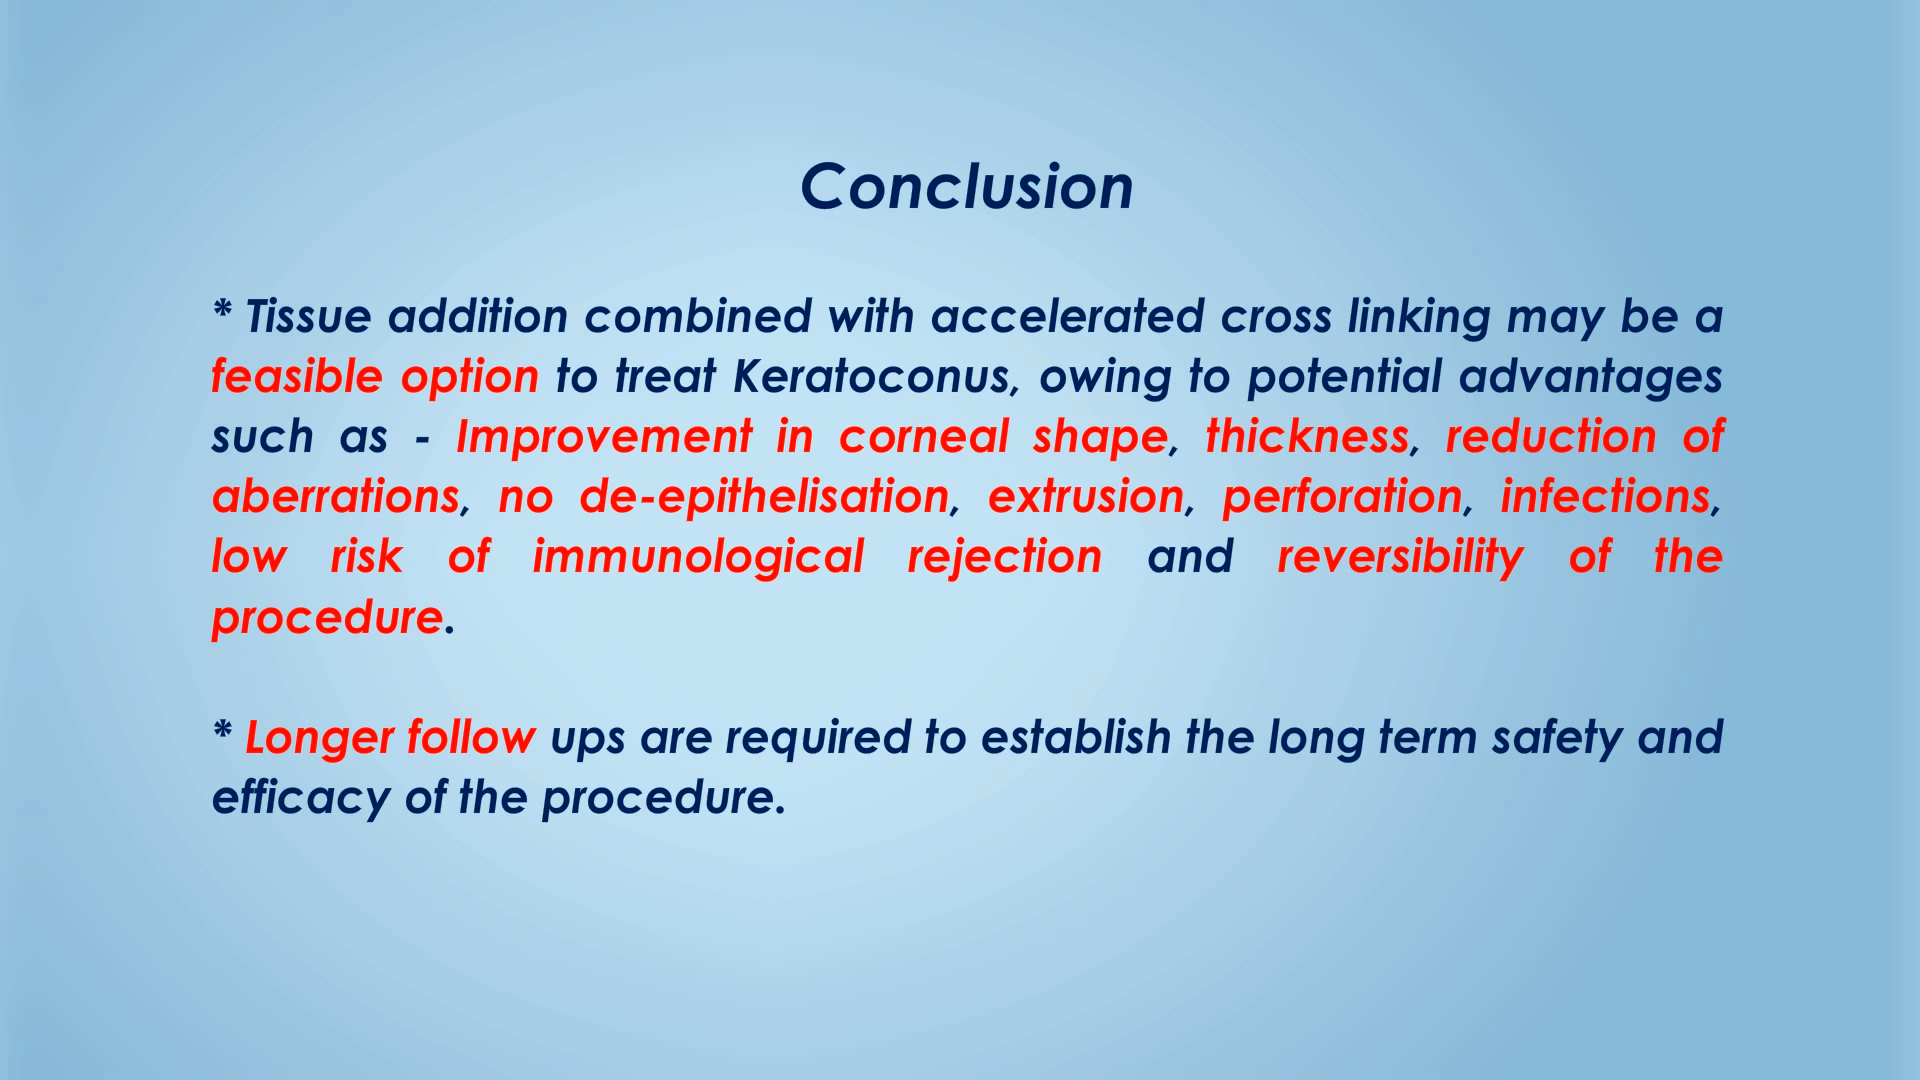 Conclusion
* Tissue addition combined with accelerated cross linking may be a
feasible option to treat Keratoconus, owing to potential advantages
such as - Improvement in corneal shape, thickness, reduction of
aberrations, no de-epithelisation, extrusion, perforation, infections,
low risk of immunological rejection and reversibility of the
procedure.
* Longer follow ups are required to establish the long term safety and
efficacy of the procedure.